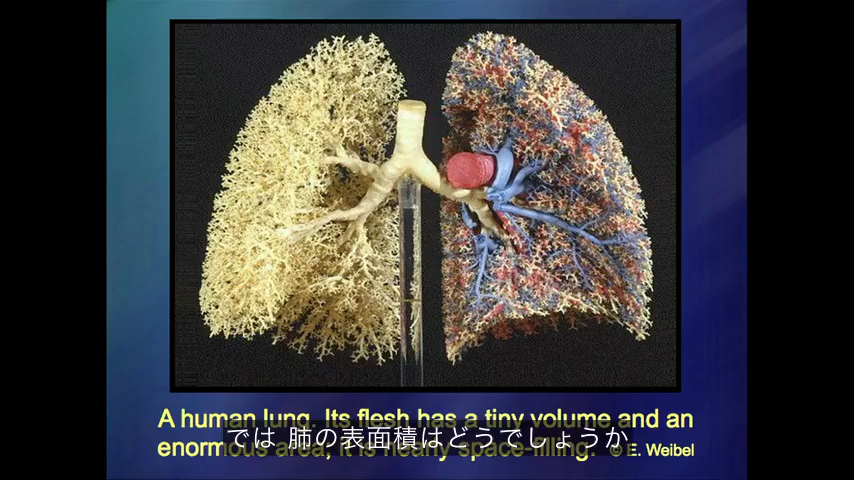 A human lung. Its flesh has a tiny volume and an
enormous area; it is nearly space-filling. © E. Weibel
では 肺の表面積はどうでしょうか